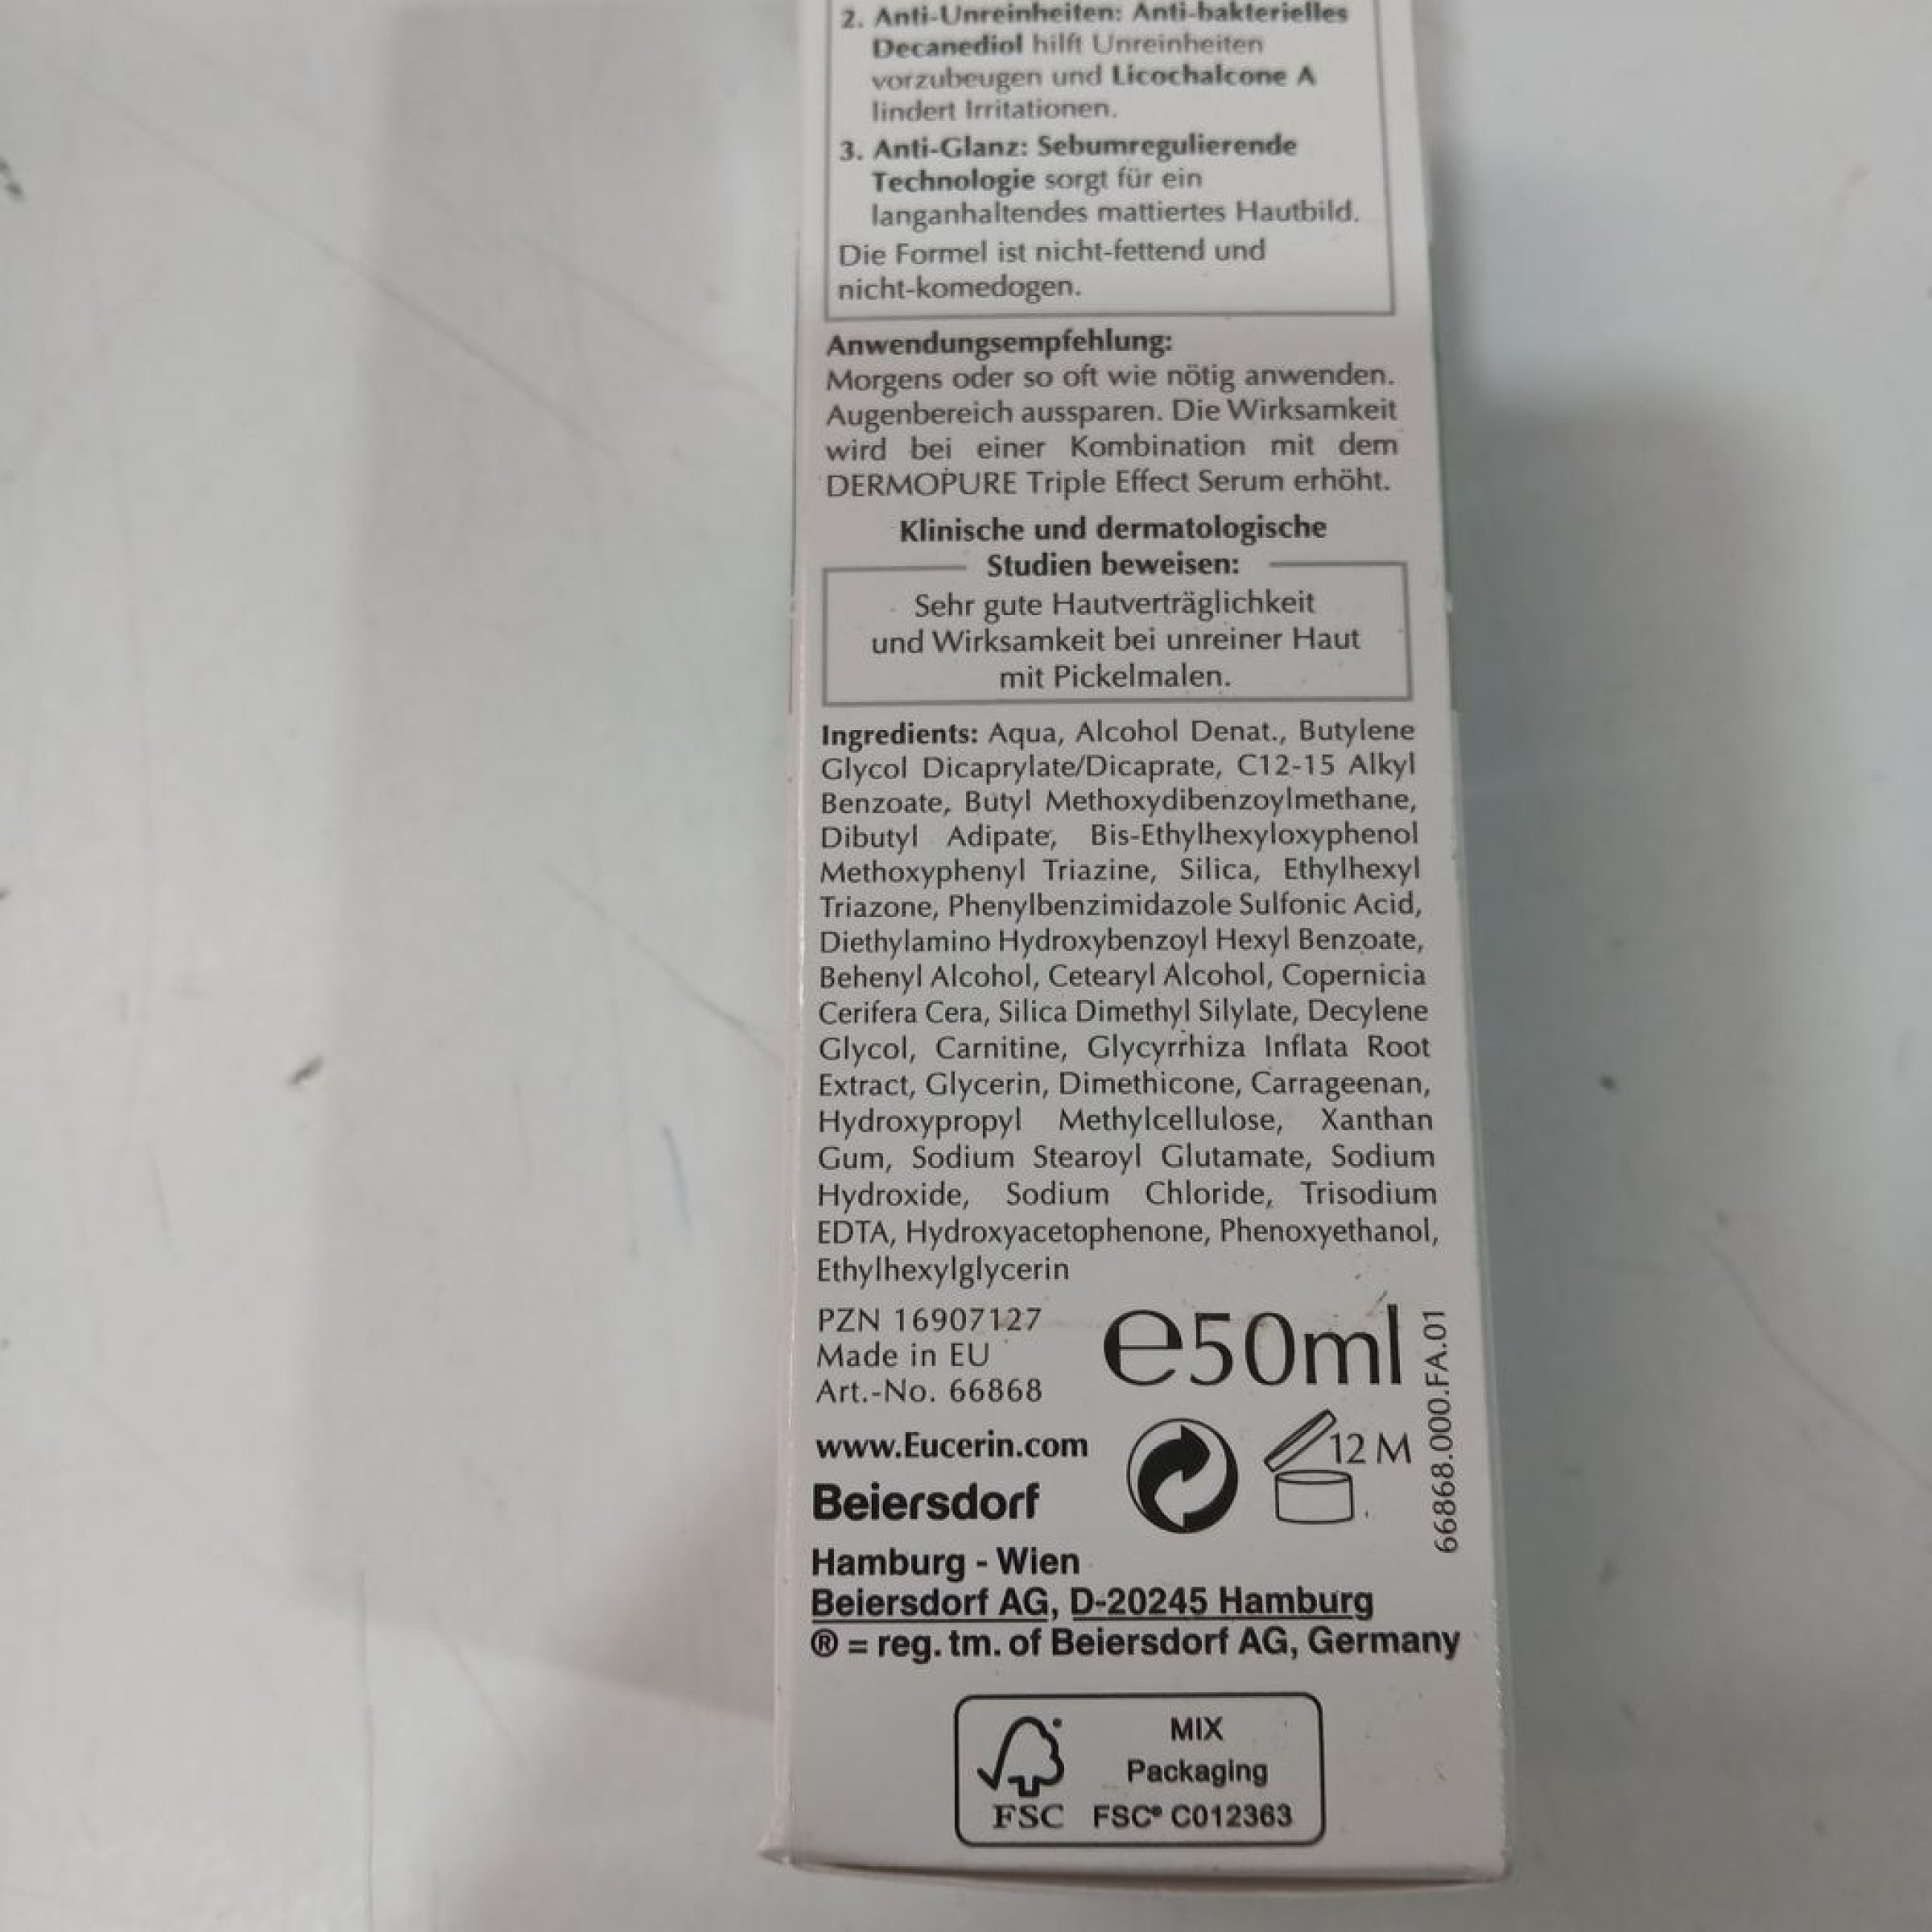 2. Anti-Unreinheiten: Anti-bakterielles
Decanediol hilft Unreinheiten
vorzubeugen und Licochalcone A
lindert Irritationen.
3. Anti-Glanz: Sebumregulierende
Technologie sorgt für ein
langanhaltendes mattiertes Hautbild.
Die Formel ist nicht-fettend und
nicht-komedogen.
Anwendungsempfehlung:
Morgens oder so oft wie nötig anwenden.
Augenbereich aussparen. Die Wirksamkeit
wird bei einer Kombination mit dem
DERMOPURE Triple Effect Serum erhöht.
Klinische und dermatologische
Studien beweisen:
Sehr gute Hautverträglichkeit
und Wirksamkeit bei unreiner Haut
mit Pickelmalen.
Ingredients: Aqua, Alcohol Denat., Butylene
Glycol Dicaprylate/Dicaprate, C12-15 Alkyl
Benzoate, Butyl Methoxydibenzoylmethane,
Dibutyl Adipate, Bis-Ethylhexyloxyphenol
Methoxyphenyl Triazine, Silica, Ethylhexyl
Triazone, Phenylbenzimidazole Sulfonic Acid,
Diethylamino Hydroxybenzoyl Hexyl Benzoate,
Behenyl Alcohol, Cetearyl Alcohol, Copernicia
Cerifera Cera, Silica Dimethyl Silylate, Decylene
Glycol, Carnitine, Glycyrrhiza Inflata Root
Extract, Glycerin, Dimethicone, Carrageenan,
Hydroxypropyl Methylcellulose, Xanthan
Gum, Sodium Stearoyl Glutamate, Sodium
Hydroxide, Sodium Chloride, Trisodium
EDTA, Hydroxyacetophenone, Phenoxyethanol,
Ethylhexylglycerin
PZN 16907127
Made in EU
Art.-No. 66868
e50ml
66868.000.FA.01
www.Eucerin.com
12 M
Beiersdorf
Hamburg - Wien
Beiersdorf AG, D-20245 Hamburg
® = reg. tm. of Beiersdorf AG, Germany
MIX
Packaging
FSC FSC® C012363